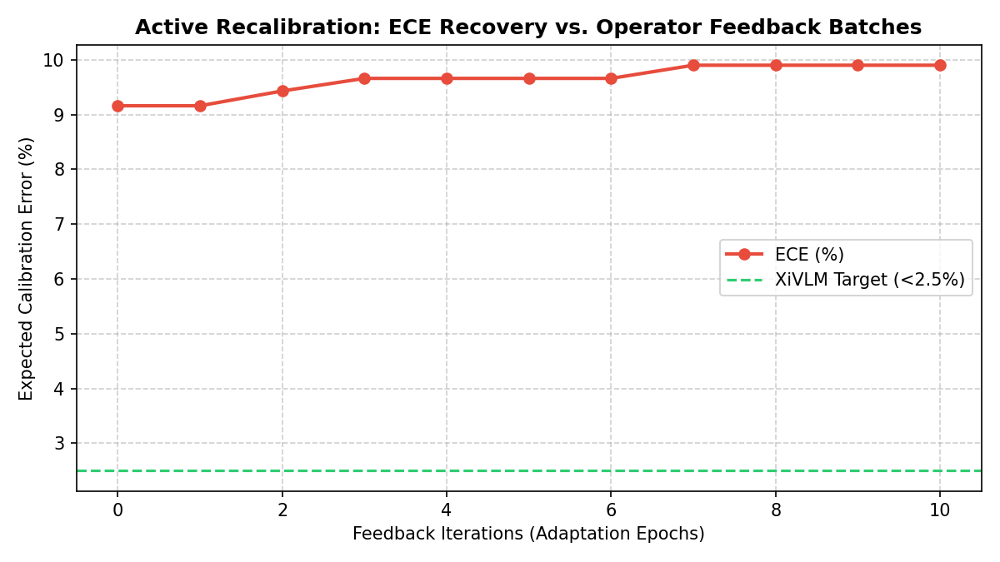 Active Recalibration: ECE Recovery vs. Operator Feedback Batches
Expected Calibration Error (%)
10
9
8
7
6
5
4
3
ECE (%)
XiVLM Target (<2.5%)
0 2 4 6 8 10
Feedback Iterations (Adaptation Epochs)